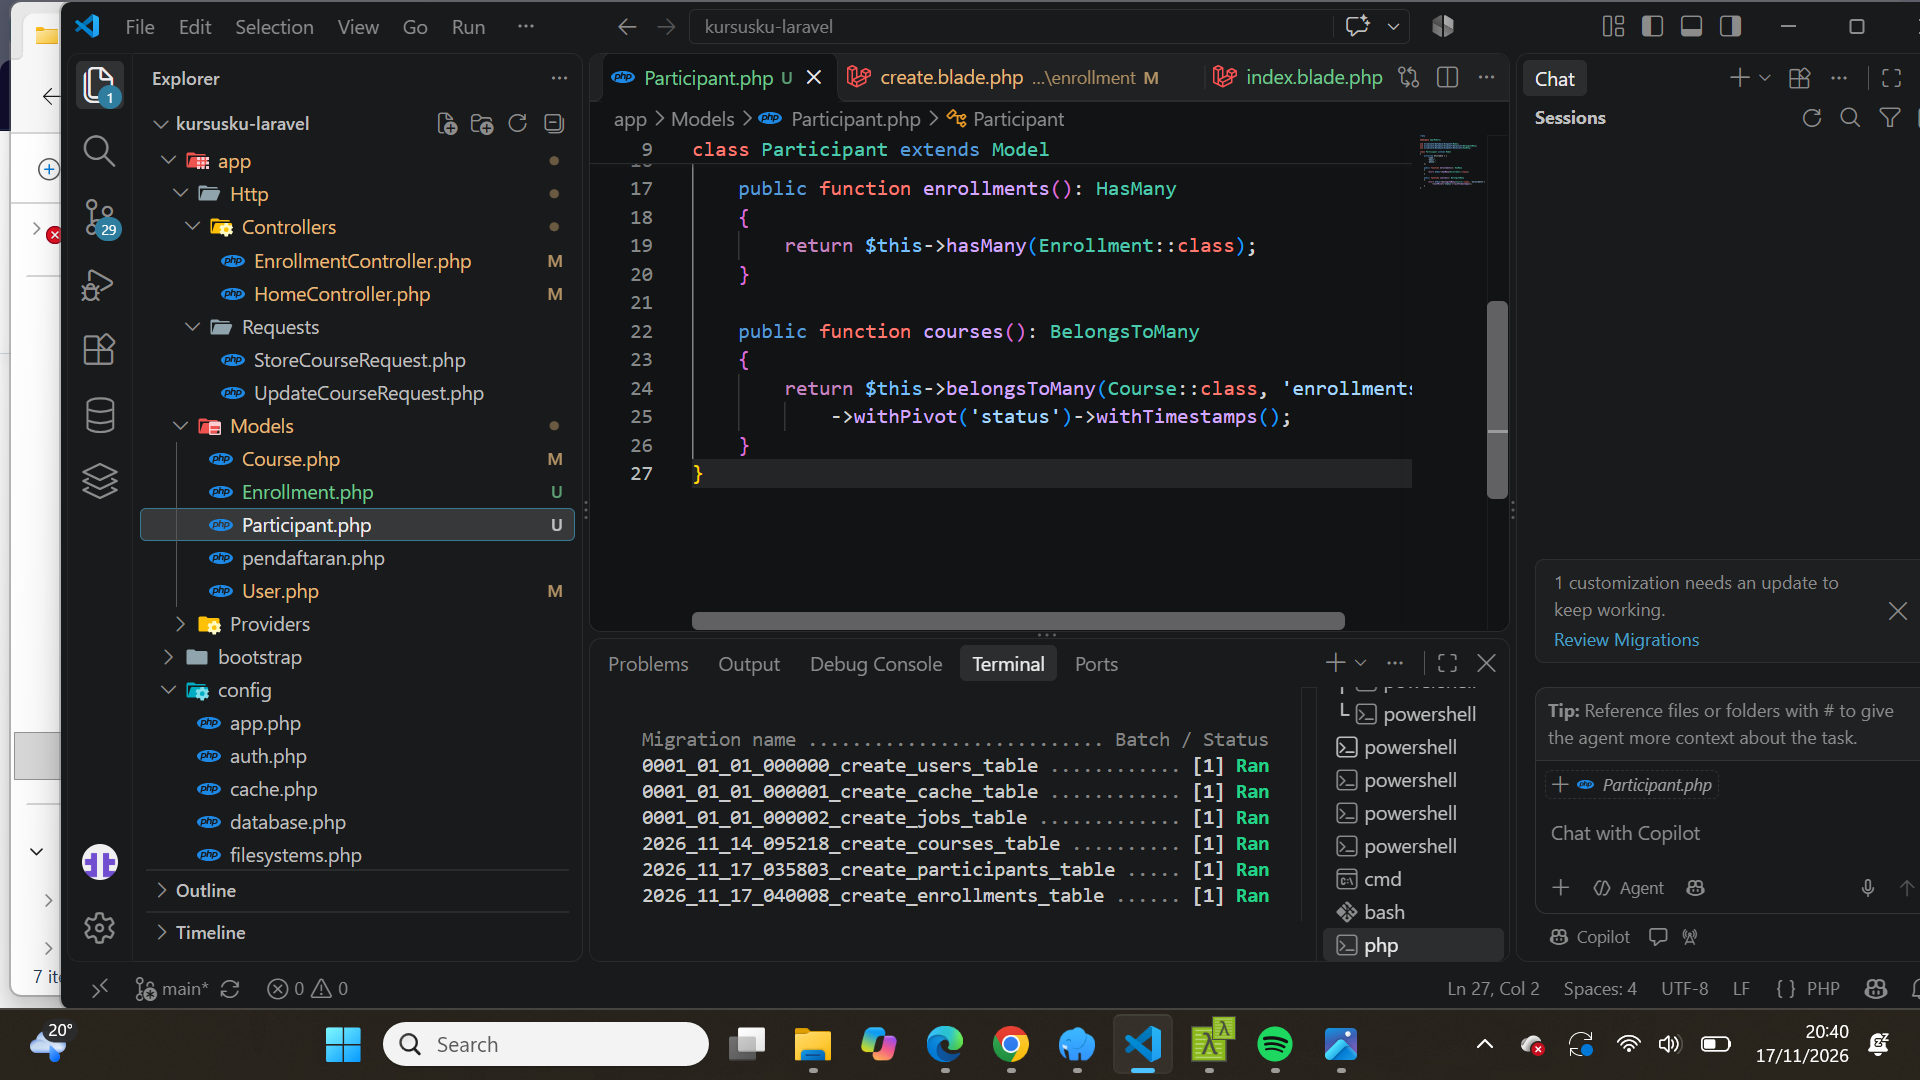 File Edit Selection View Go Run ···
kursusku-laravel
Explorer
1
kursusku-laravel
app
Http
Controllers
EnrollmentController.php M
HomeController.php M
Requests
StoreCourseRequest.php
UpdateCourseRequest.php
Models
Course.php M
Enrollment.php U
Participant.php U
pendaftaran.php
User.php M
Providers
bootstrap
config
app.php
auth.php
cache.php
database.php
filesystems.php
Outline
Timeline
29
Participant.php U
create.blade.php ...\enrollment M
index.blade.php
app > Models > Participant.php > Participant
9 class Participant extends Model
17 public function enrollments(): HasMany
18 {
19 return $this->hasMany(Enrollment::class);
20 }
21
22 public function courses(): BelongsToMany
23 {
24 return $this->belongsToMany(Course::class, 'enrollments
25 ->withPivot('status')->withTimestamps();
26 }
27 }
Problems Output Debug Console Terminal Ports
Migration name ........................... Batch / Status
0001_01_01_000000_create_users_table ............ [1] Ran
0001_01_01_000001_create_cache_table ............ [1] Ran
0001_01_01_000002_create_jobs_table ............. [1] Ran
2026_11_14_095218_create_courses_table .......... [1] Ran
2026_11_17_035803_create_participants_table ..... [1] Ran
2026_11_17_040008_create_enrollments_table ...... [1] Ran
powershell
powershell
powershell
powershell
powershell
cmd
bash
php
Chat
Sessions
1 customization needs an update to
keep working.
Review Migrations
Tip: Reference files or folders with # to give
the agent more context about the task.
Participant.php
Chat with Copilot
Agent
Copilot
7 ite
main* 0 0
Ln 27, Col 2 Spaces: 4 UTF-8 LF { } PHP
20°
Search
20:40
17/11/2026